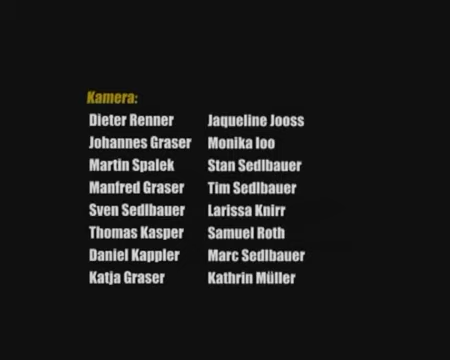 Kamera:
Dieter Renner Jaqueline Jooss
Johannes Graser Monika Ioo
Martin Spalek Stan Sedlbauer
Manfred Graser Tim Sedlbauer
Sven Sedlbauer Larissa Knirr
Thomas Kasper Samuel Roth
Daniel Kappler Marc Sedlbauer
Katja Graser Kathrin Müller